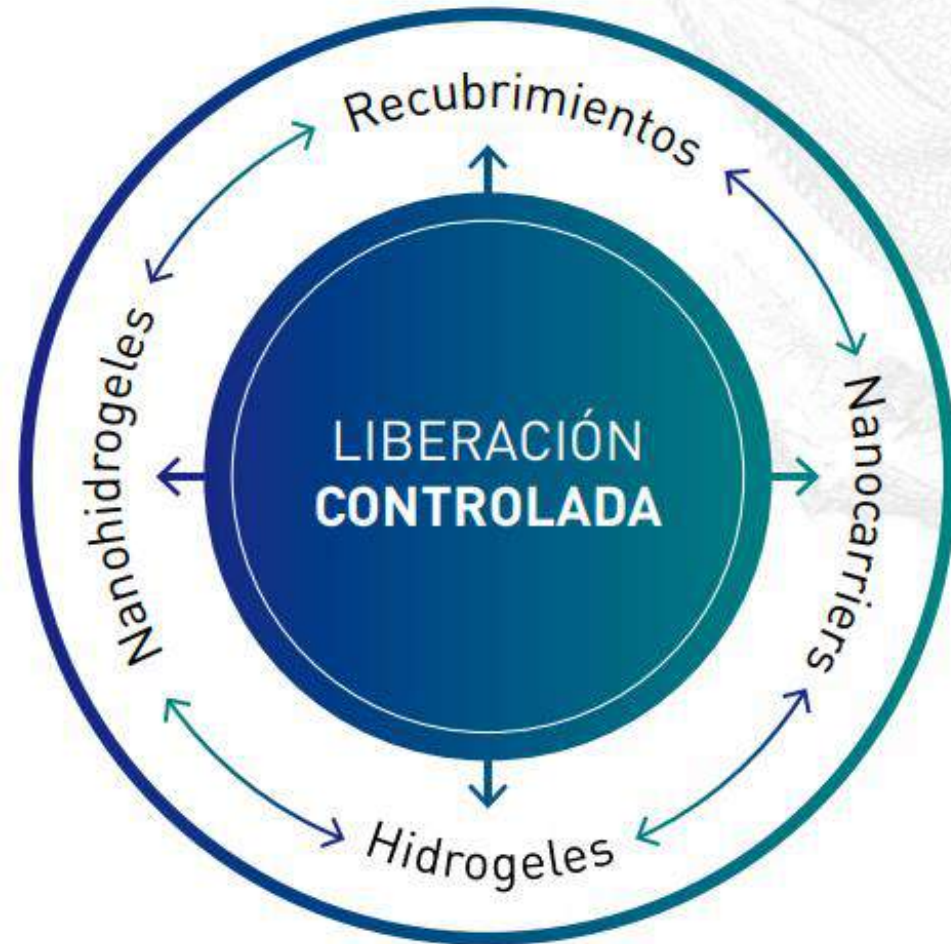 Recubrimientos
Nanohidrogeles
LIBERACIÓN
CONTROLADA
Nanocarriers
Hidrogeles